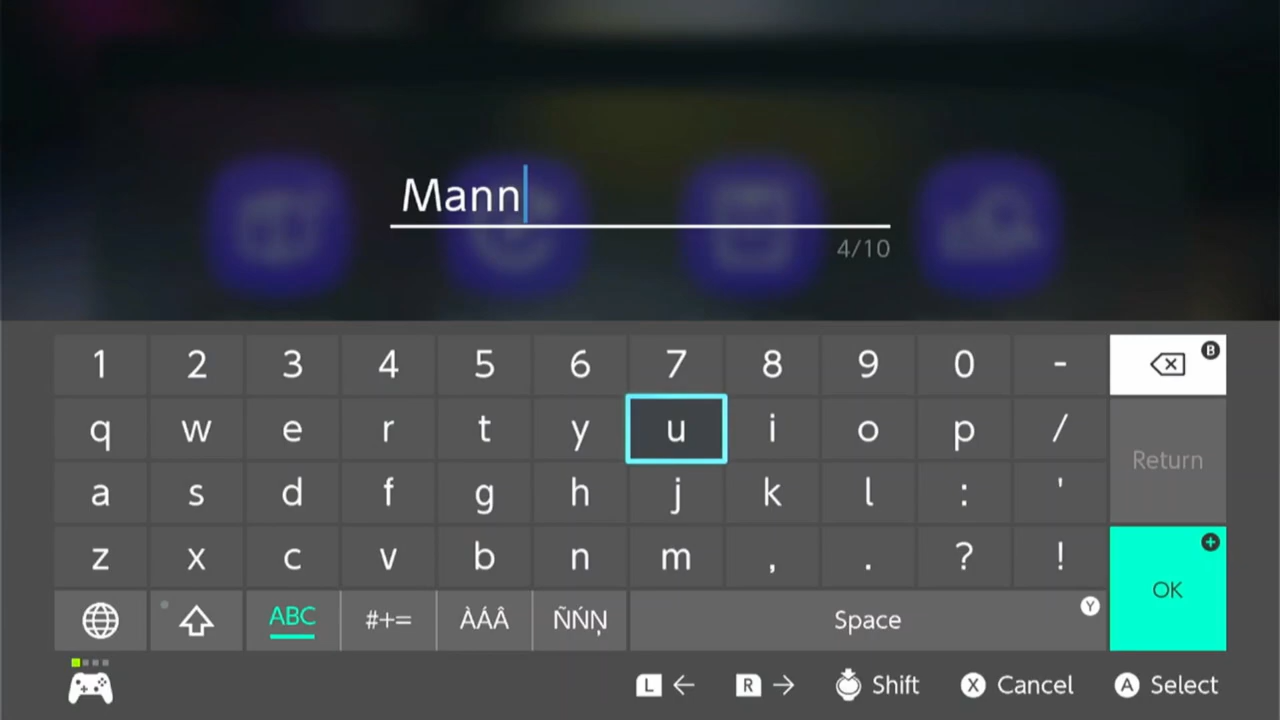 Mann
4/10
1 2 3 4 5 6 7 8 9 0 - B
q w e r t y u i o p / Return
a s d f g h j k l : '
z x c v b n m , . ? ! + OK
ABC #+= ÀÁÂ ÑŃŅ Space Y
L ← R → Shift X Cancel A Select